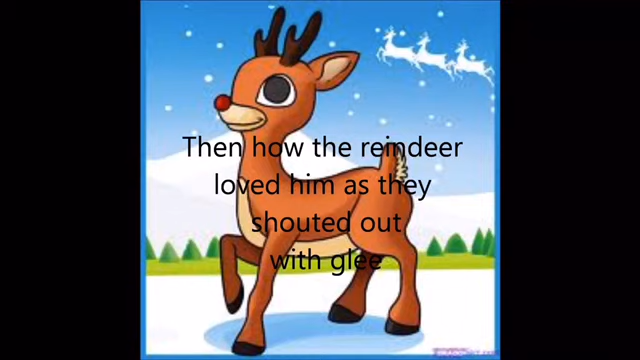 Then how the reindeer
loved him as they
shouted out
with glee